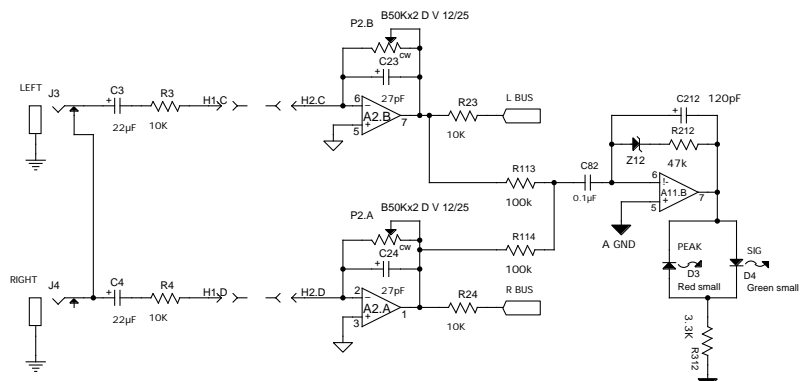 P2.B
B50Kx2 D V 12/25
CW
C23
+
27pF
LEFT
J3
C3
+
22µF
R3
10K
H1.C
H2.C
6
5
A2.B
7
R23
10K
L BUS
C212
120pF
+
Z12
R212
47k
R113
100k
C82
0.1µF
6
5
A11.B
7
A GND
P2.A
B50Kx2 D V 12/25
CW
C24
+
27pF
R114
100k
RIGHT
J4
C4
+
22µF
R4
10K
H1.D
H2.D
2
3
A2.A
1
R24
10K
R BUS
PEAK
D3
Red small
SIG
D4
Green small
3.3K
R312